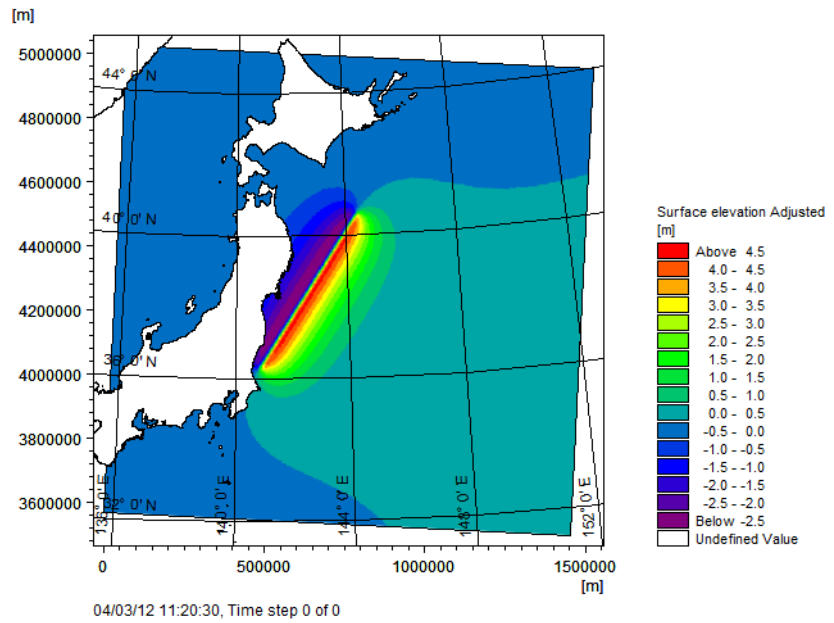 [m]
5000000
4800000
4600000
4400000
4200000
4000000
3800000
3600000
44° 0' N
40° 0' N
36° 0' N
32° 0' N
136° 0' E
140° 0' E
144° 0' E
148° 0' E
152° 0' E
0
500000
1000000
1500000
[m]
04/03/12 11:20:30, Time step 0 of 0
Surface elevation Adjusted
[m]
Above 4.5
4.0 - 4.5
3.5 - 4.0
3.0 - 3.5
2.5 - 3.0
2.0 - 2.5
1.5 - 2.0
1.0 - 1.5
0.5 - 1.0
0.0 - 0.5
-0.5 - 0.0
-1.0 - -0.5
-1.5 - -1.0
-2.0 - -1.5
-2.5 - -2.0
Below -2.5
Undefined Value